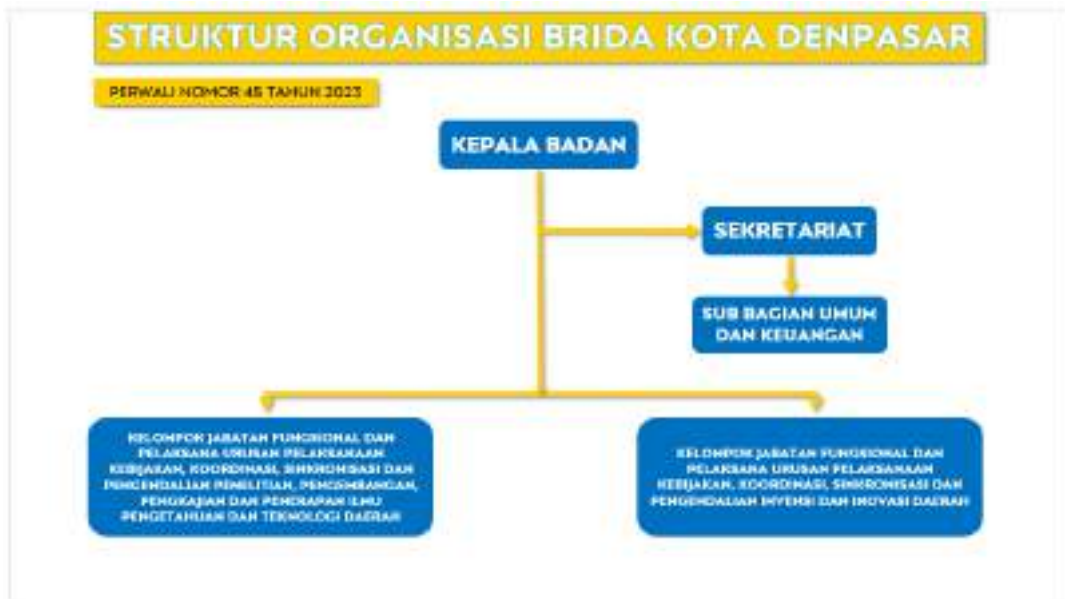 STRUKTUR ORGANISASI BRIDA KOTA DENPASAR
PERWALI NOMOR 45 TAHUN 2023
KEPALA BADAN
SEKRETARIAT
SUB BAGIAN UMUM
DAN KEUANGAN
KELOMPOK JABATAN FUNGSIONAL DAN
PELAKSANA URUSAN PELAKSANAAN
KEBIJAKAN, KOORDINASI, SINKRONISASI DAN
PENGENDALIAN PENELITIAN, PENGEMBANGAN,
PENGKAJIAN DAN PENERAPAN ILMU
PENGETAHUAN DAN TEKNOLOGI DAERAH
KELOMPOK JABATAN FUNGSIONAL DAN
PELAKSANA URUSAN PELAKSANAAN
KEBIJAKAN, KOORDINASI, SINKRONISASI DAN
PENGENDALIAN INVENSI DAN INOVASI DAERAH